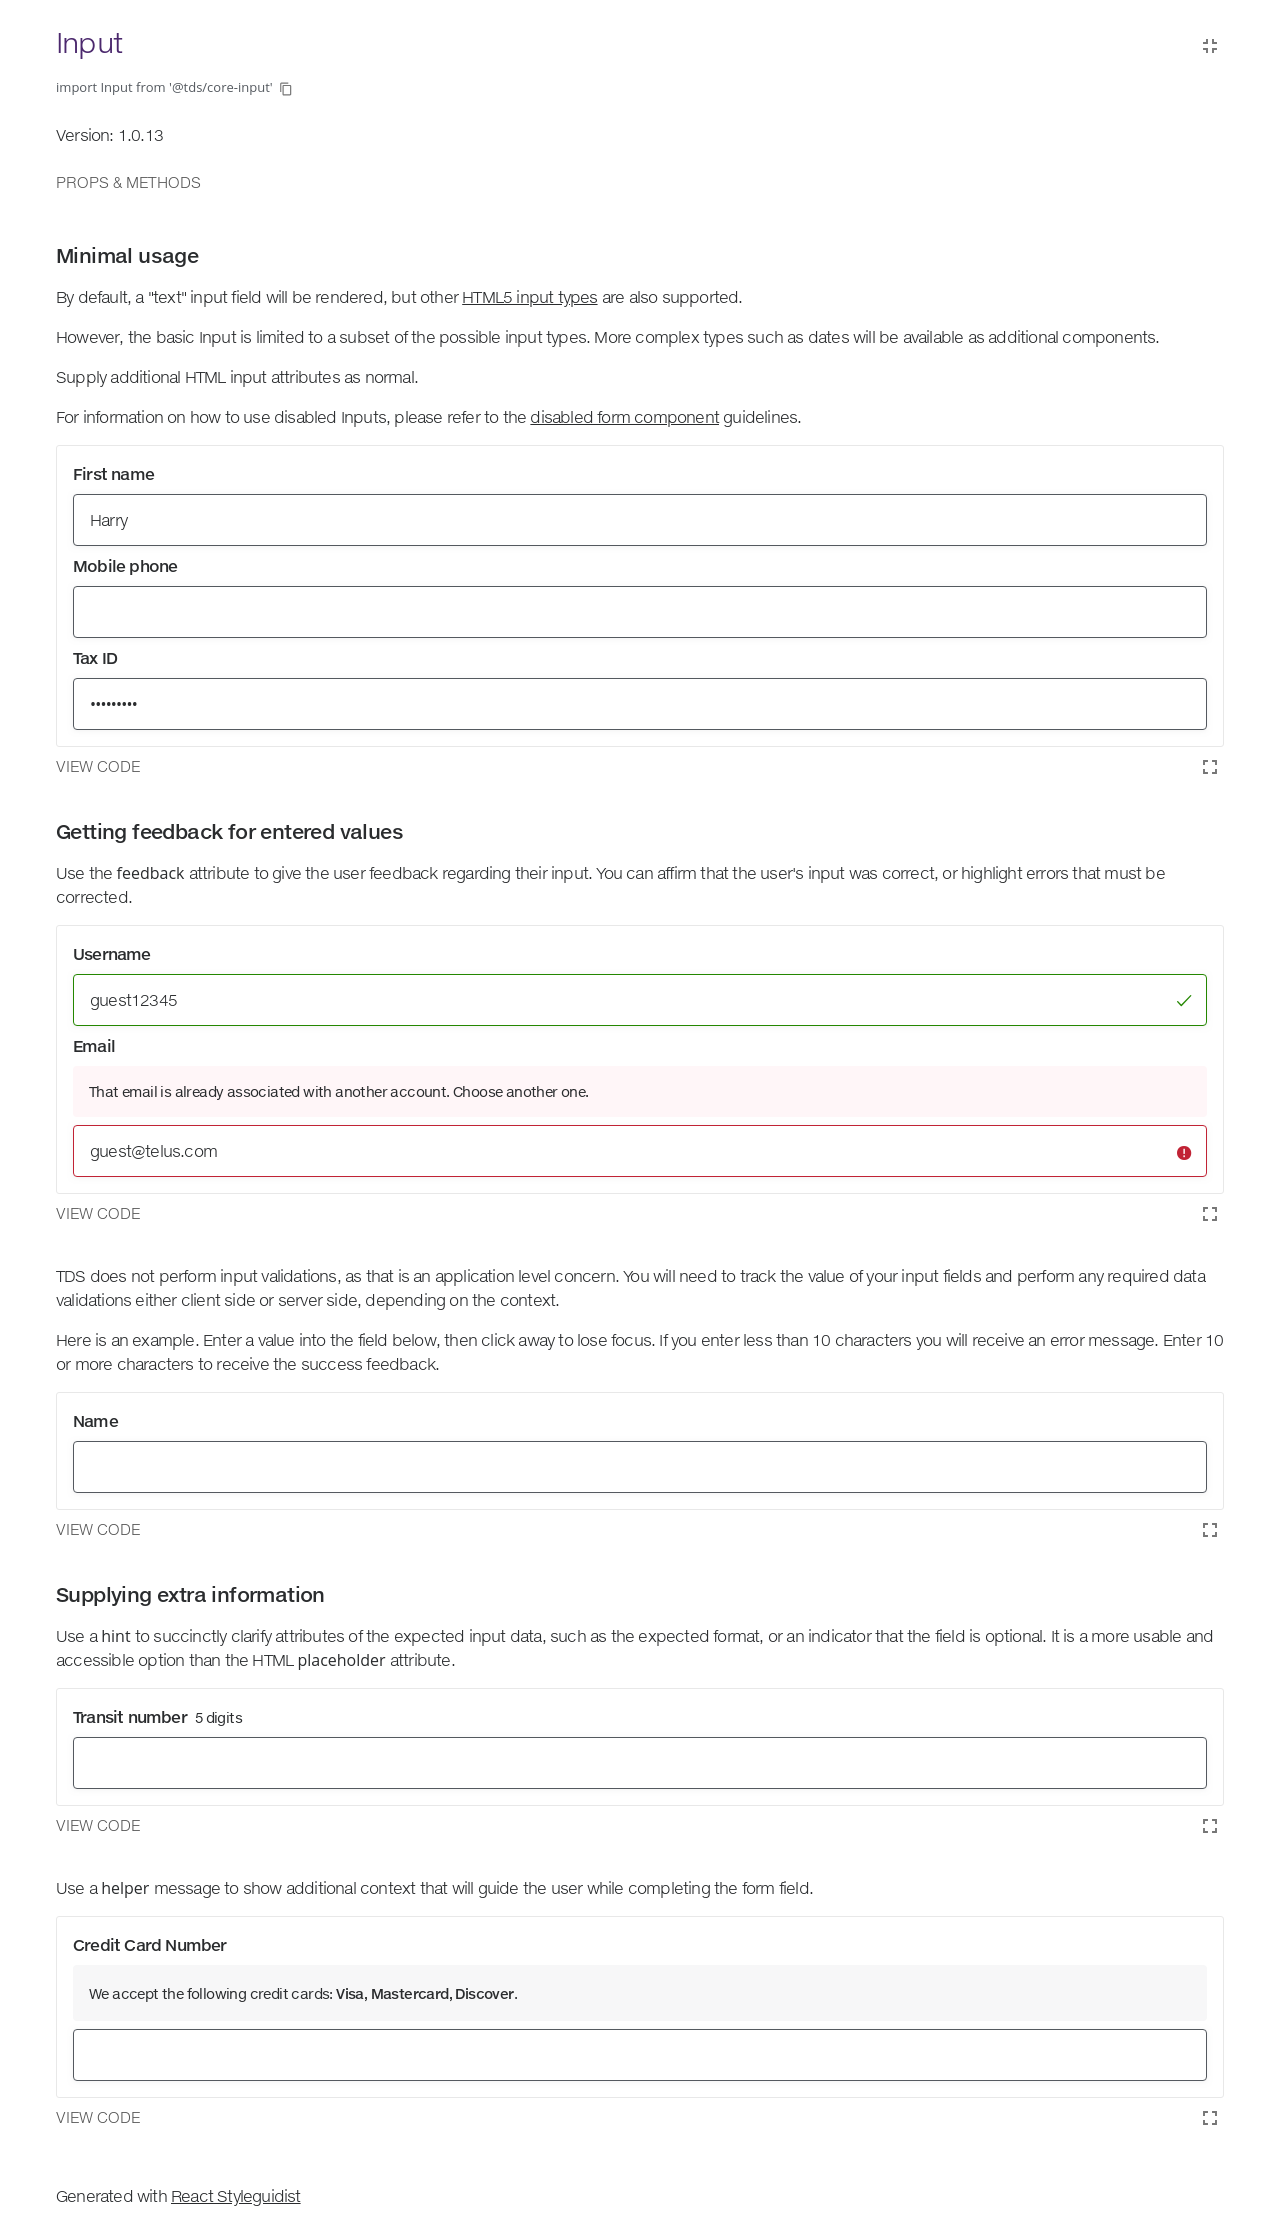 Input
import Input from '@tds/core-input'
Version: 1.0.13
PROPS & METHODS
Minimal usage
By default, a "text" input field will be rendered, but other HTML5 input types are also supported.
However, the basic Input is limited to a subset of the possible input types. More complex types such as dates will be available as additional components.
Supply additional HTML input attributes as normal.
For information on how to use disabled Inputs, please refer to the disabled form component guidelines.
First name
Harry
Mobile phone
Tax ID
•••••••••
VIEW CODE
Getting feedback for entered values
Use the feedback attribute to give the user feedback regarding their input. You can affirm that the user's input was correct, or highlight errors that must be
corrected.
Username
guest12345
Email
That email is already associated with another account. Choose another one.
guest@telus.com
VIEW CODE
TDS does not perform input validations, as that is an application level concern. You will need to track the value of your input fields and perform any required data
validations either client side or server side, depending on the context.
Here is an example. Enter a value into the field below, then click away to lose focus. If you enter less than 10 characters you will receive an error message. Enter 10
or more characters to receive the success feedback.
Name
VIEW CODE
Supplying extra information
Use a hint to succinctly clarify attributes of the expected input data, such as the expected format, or an indicator that the field is optional. It is a more usable and
accessible option than the HTML placeholder attribute.
Transit number 5 digits
VIEW CODE
Use a helper message to show additional context that will guide the user while completing the form field.
Credit Card Number
We accept the following credit cards: Visa, Mastercard, Discover.
VIEW CODE
Generated with React Styleguidist